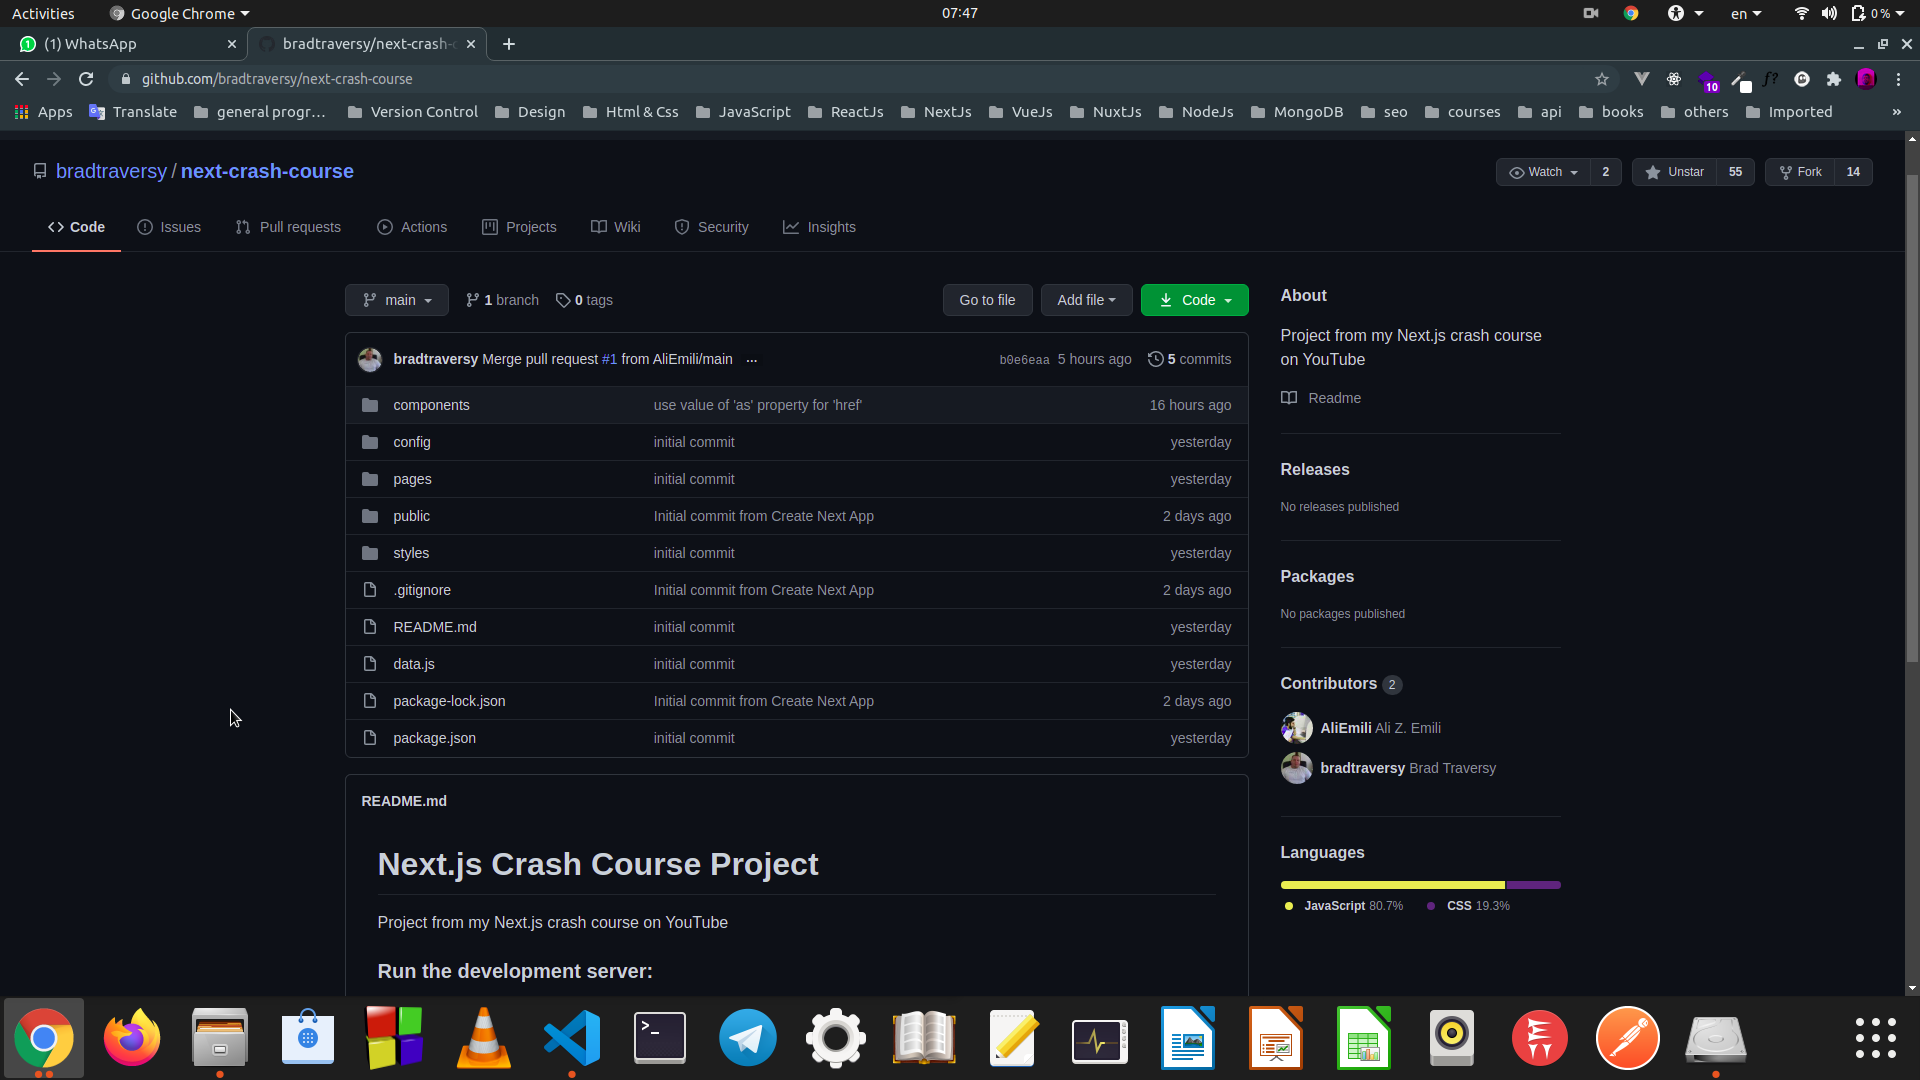 Activities Google Chrome 07:47 en 0 %
(1) WhatsApp bradtraversy/next-crash-c
github.com/bradtraversy/next-crash-course 10 f?
Apps Translate general progr... Version Control Design Html & Css JavaScript ReactJs NextJs VueJs NuxtJs NodeJs MongoDB seo courses api books others Imported »
bradtraversy / next-crash-course Watch 2 Unstar 55 Fork 14
Code Issues Pull requests Actions Projects Wiki Security Insights
main 1 branch 0 tags Go to file Add file Code
bradtraversy Merge pull request #1 from AliEmili/main ... b0e6eaa 5 hours ago 5 commits
components use value of 'as' property for 'href' 16 hours ago
config initial commit yesterday
pages initial commit yesterday
public Initial commit from Create Next App 2 days ago
styles initial commit yesterday
.gitignore Initial commit from Create Next App 2 days ago
README.md initial commit yesterday
data.js initial commit yesterday
package-lock.json Initial commit from Create Next App 2 days ago
package.json initial commit yesterday
README.md
Next.js Crash Course Project
Project from my Next.js crash course on YouTube
Run the development server:
About
Project from my Next.js crash course
on YouTube
Readme
Releases
No releases published
Packages
No packages published
Contributors 2
AliEmili Ali Z. Emili
bradtraversy Brad Traversy
Languages
JavaScript 80.7% CSS 19.3%